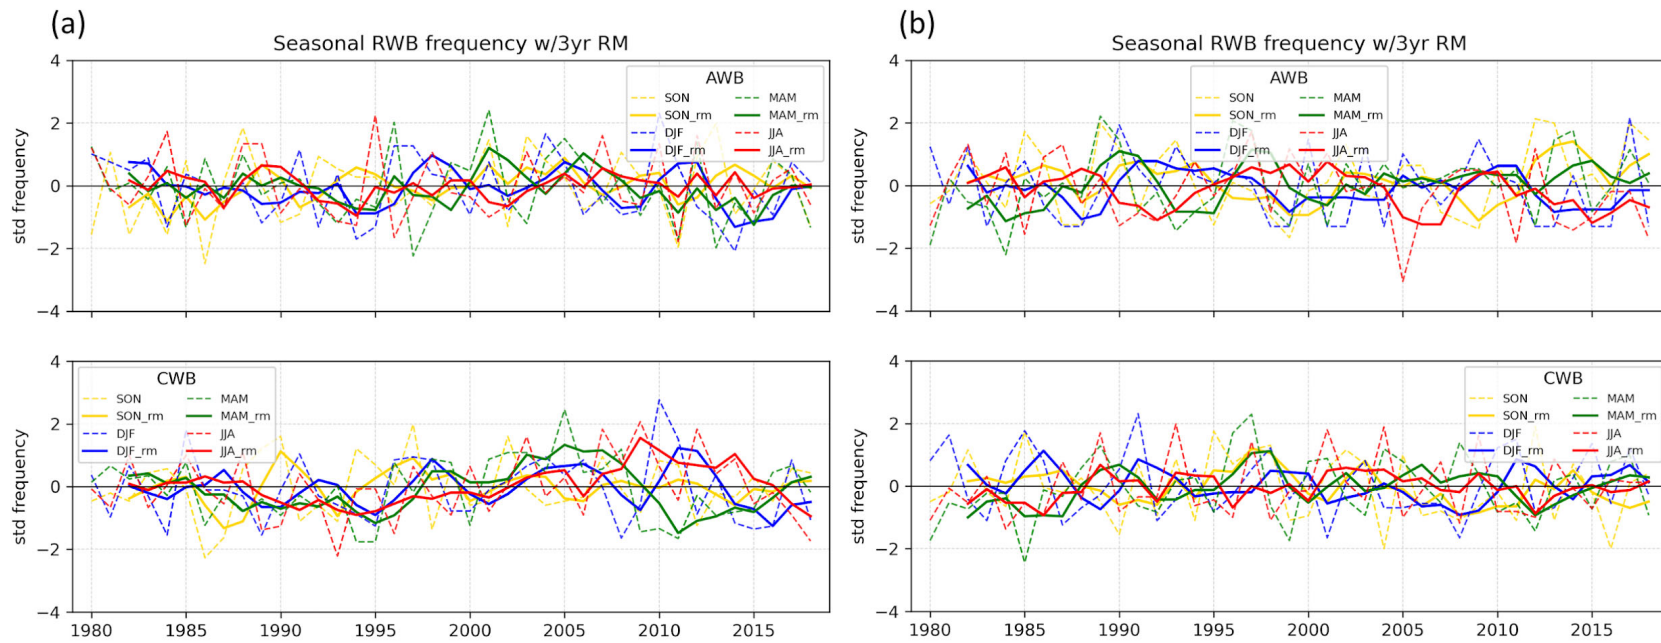 (a)
Seasonal RWB frequency w/3yr RM
4
2
0
−2
−4
std frequency
AWB
SON MAM
SON_rm MAM_rm
DJF JJA
DJF_rm JJA_rm
4
2
0
−2
−4
std frequency
CWB
SON MAM
SON_rm MAM_rm
DJF JJA
DJF_rm JJA_rm
1980 1985 1990 1995 2000 2005 2010 2015
(b)
Seasonal RWB frequency w/3yr RM
4
2
0
−2
−4
std frequency
AWB
SON MAM
SON_rm MAM_rm
DJF JJA
DJF_rm JJA_rm
4
2
0
−2
−4
std frequency
CWB
SON MAM
SON_rm MAM_rm
DJF JJA
DJF_rm JJA_rm
1980 1985 1990 1995 2000 2005 2010 2015